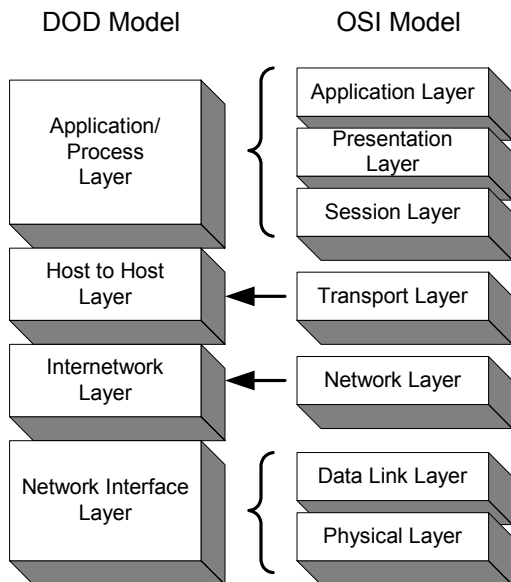 DOD Model
Application/
Process
Layer
Host to Host
Layer
Internetwork
Layer
Network Interface
Layer
OSI Model
Application Layer
Presentation
Layer
Session Layer
Transport Layer
Network Layer
Data Link Layer
Physical Layer